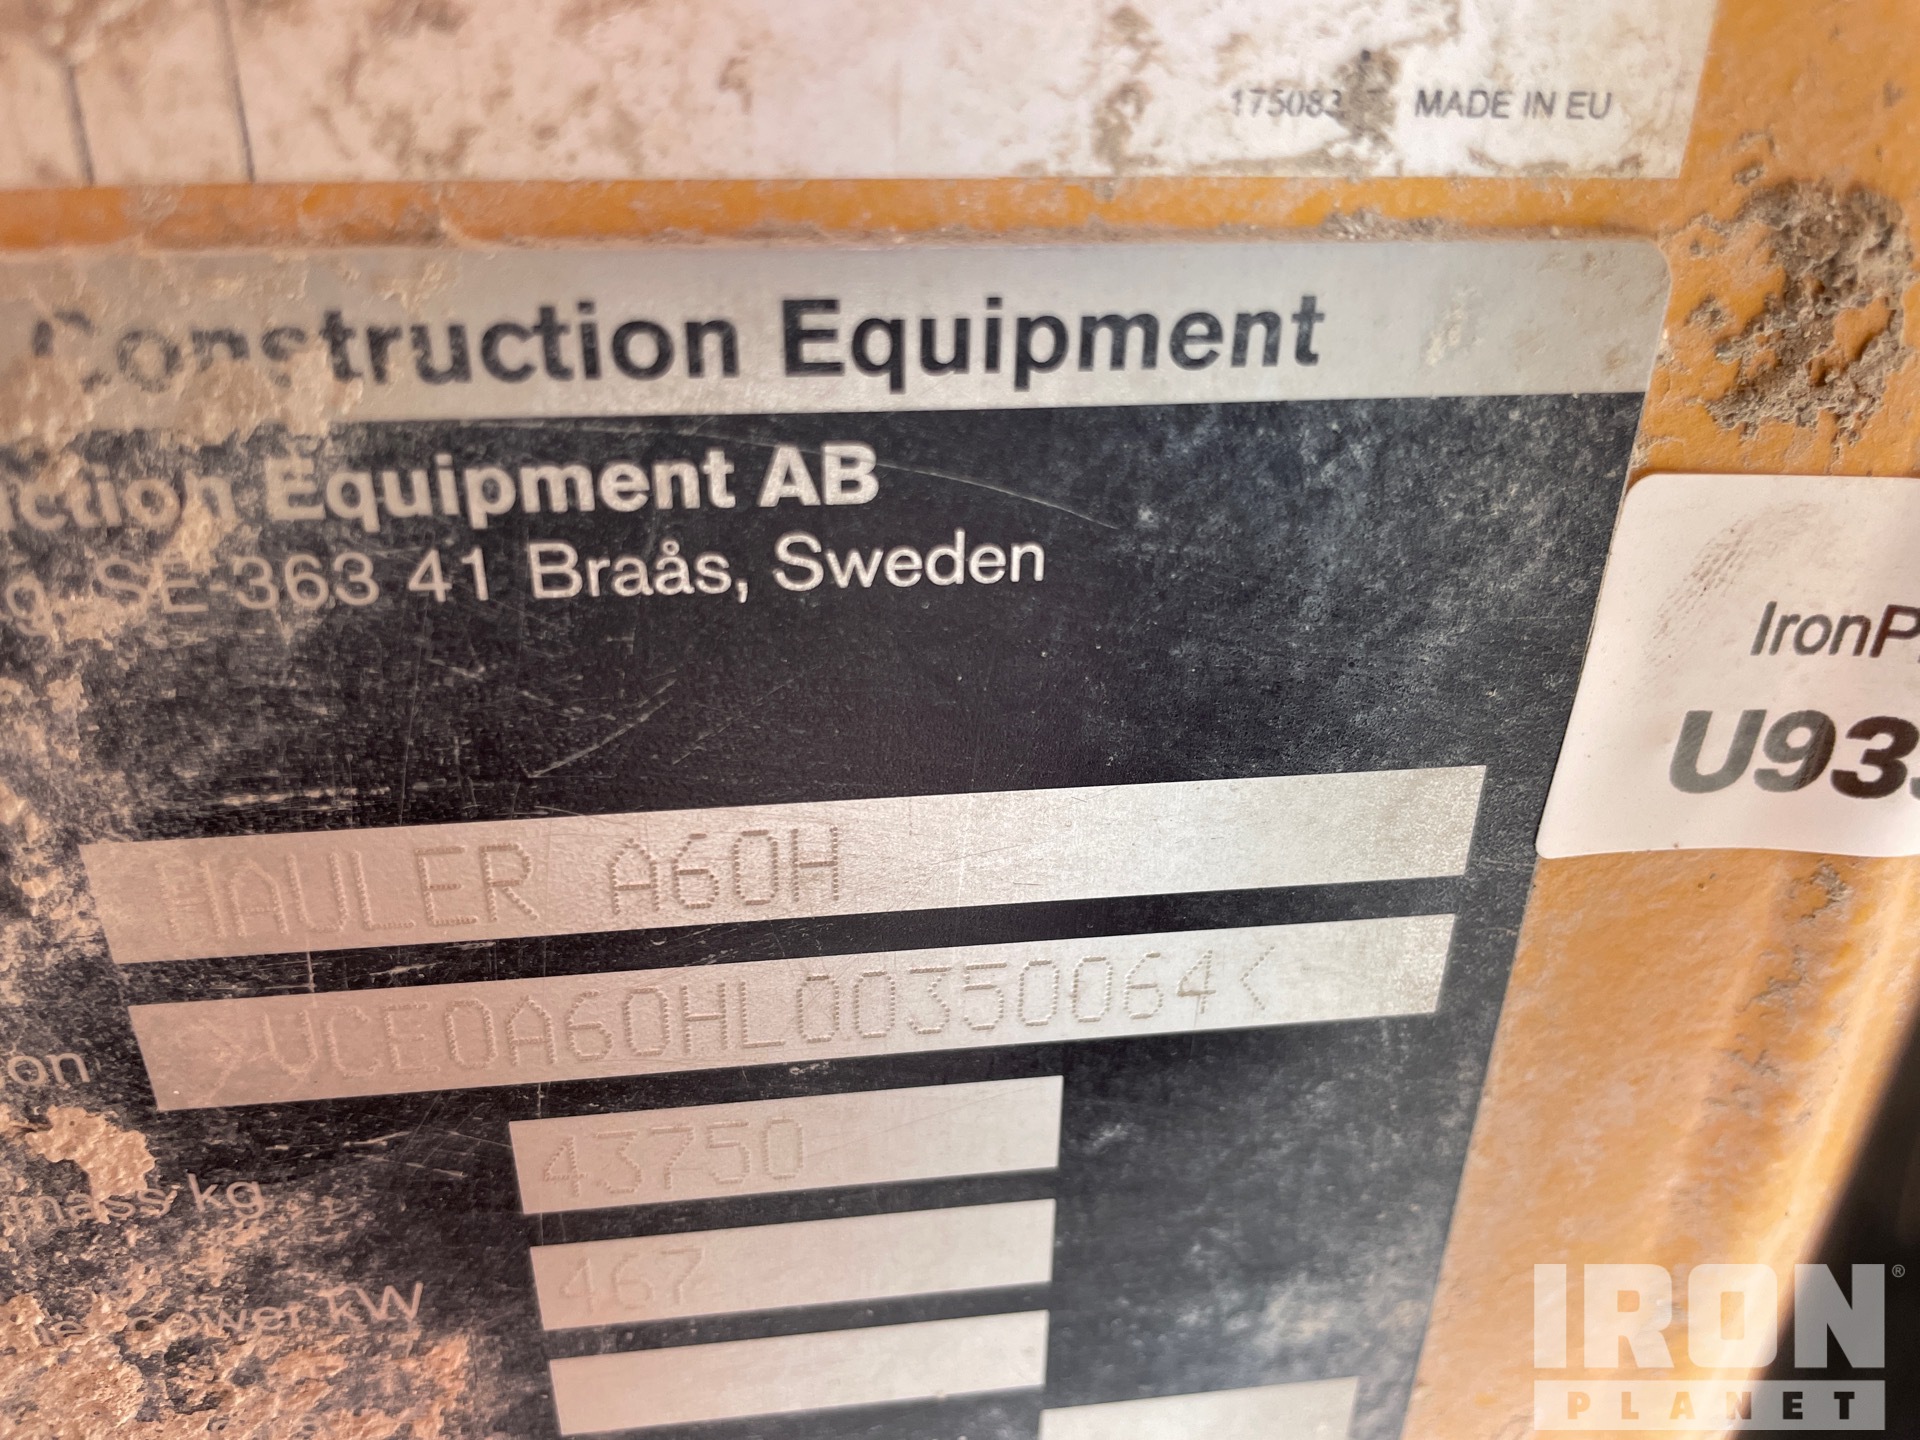 MADE IN EU
Construction Equipment
uction Equipment AB
g, SE-363 41 Braås, Sweden
IronP
U93
HAULER A60H
>VCE0A60HL00350064<
on
43750
mass kg
467
power kW
IRON®
PLANET